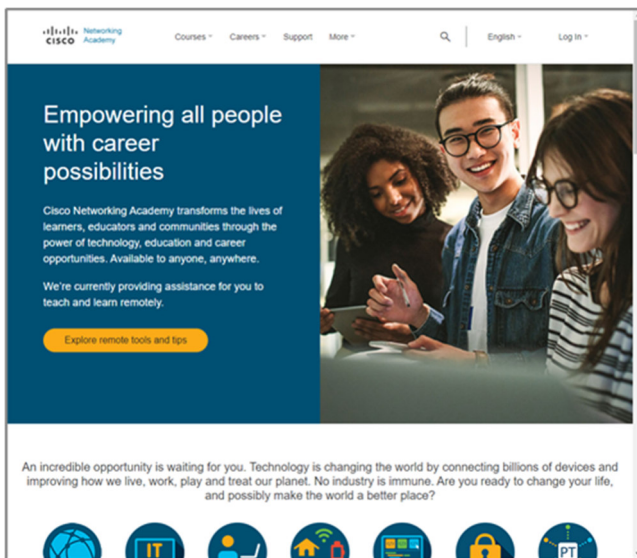 CISCO Networking Academy
Courses Careers Support More English Log In
Empowering all people
with career
possibilities
Cisco Networking Academy transforms the lives of
learners, educators and communities through the
power of technology, education and career
opportunities. Available to anyone, anywhere.
We're currently providing assistance for you to
teach and learn remotely.
Explore remote tools and tips
An incredible opportunity is waiting for you. Technology is changing the world by connecting billions of devices and
improving how we live, work, play and treat our planet. No industry is immune. Are you ready to change your life,
and possibly make the world a better place?
IT
PT